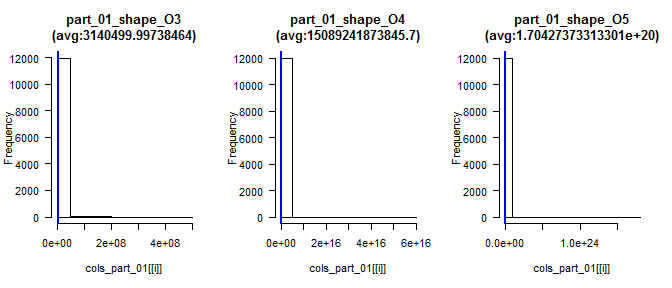 part_01_shape_O3
(avg:3140499.99738464)
Frequency
12000
10000
8000
6000
4000
2000
0
0e+00 2e+08 4e+08
cols_part_01[[i]]
part_01_shape_O4
(avg:15089241873845.7)
Frequency
12000
10000
8000
6000
4000
2000
0
0e+00 2e+16 4e+16 6e+16
cols_part_01[[i]]
part_01_shape_O5
(avg:1.70427373313301e+20)
Frequency
12000
10000
8000
6000
4000
2000
0
0.0e+00 1.0e+24
cols_part_01[[i]]